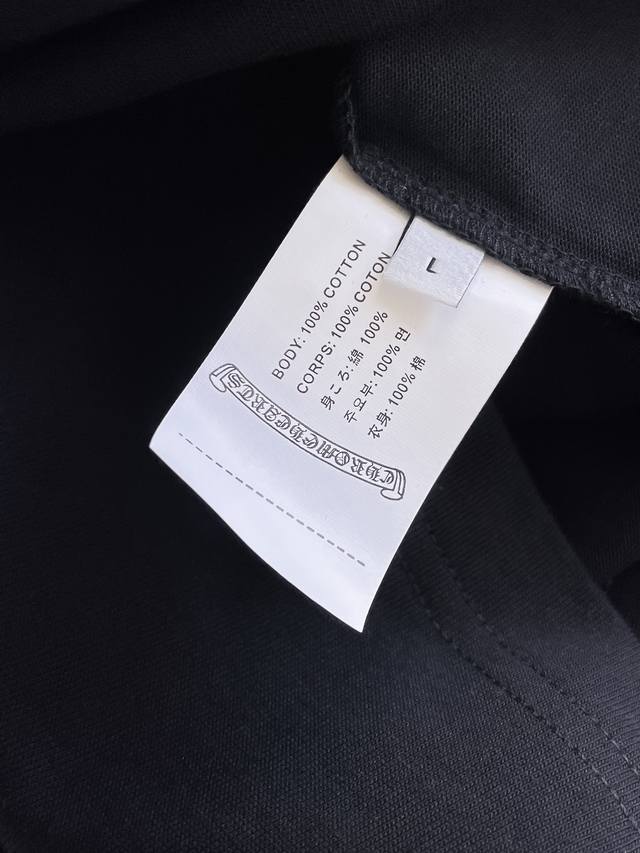 L
BODY: 100% COTTON
CORPS: 100% COTON
身ごろ: 綿 100%
주요부: 100% 면
衣身: 100% 棉
CHROME HEARTS